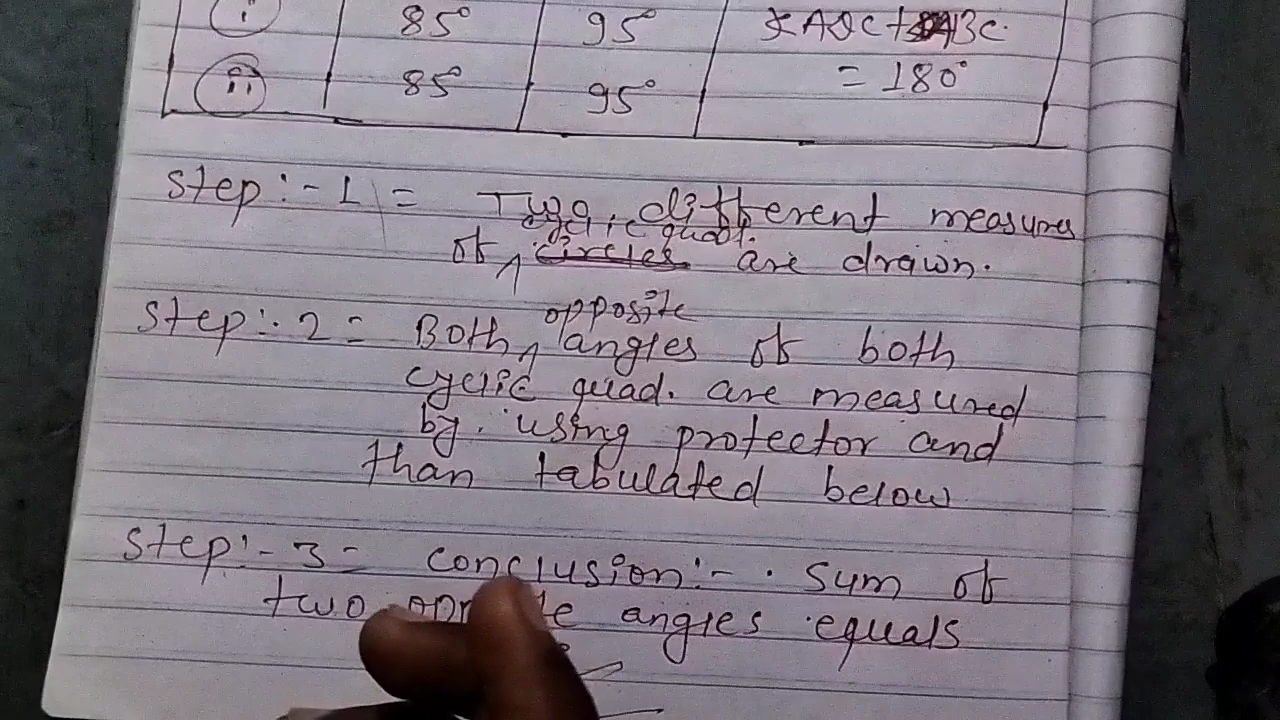 i 85° 95° ∠ADC + ABC
= 180°
ii 85° 95°
Step:- 1 = Two different measures
cyclic quad.
of circles are drawn.
opposite
Step:- 2 = Both angles of both
cyclic quad. are measured
by using protector and
than tabulated below
Step:- 3 = conclusion:- Sum of
two angles equals